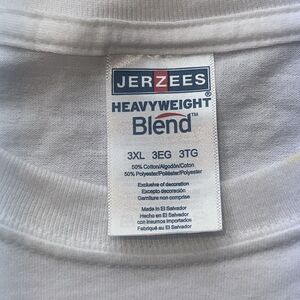 JERZEES
HEAVYWEIGHT®
Blend™
3XL 3EG 3TG
50% Cotton/Algodón/Coton
50% Polyester/Poliéster/Polyester
Exclusive of decoration
Excepto decoración
Garniture non comprise
Made in El Salvador
Hecho en El Salvador
con insumos importados
Fabriqué au El Salvador